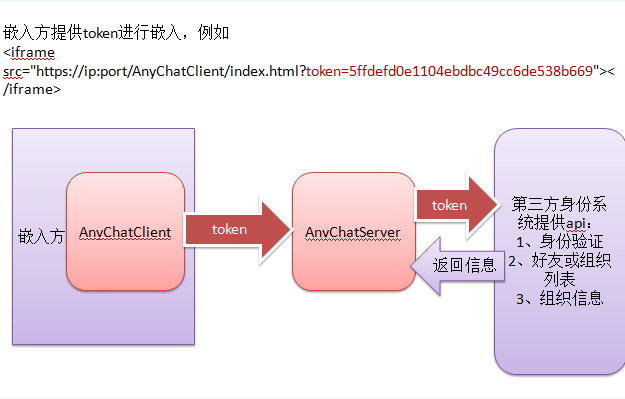 嵌入方提供token进行嵌入，例如
<iframe
src="https://ip:port/AnyChatClient/index.html?token=5ffdefd0e1104ebdbc49cc6de538b669"><
/iframe>
嵌入方
AnyChatClient
token
AnyChatServer
token
返回信息
第三方身份系
统提供api：
1、身份验证
2、好友或组织
列表
3、组织信息